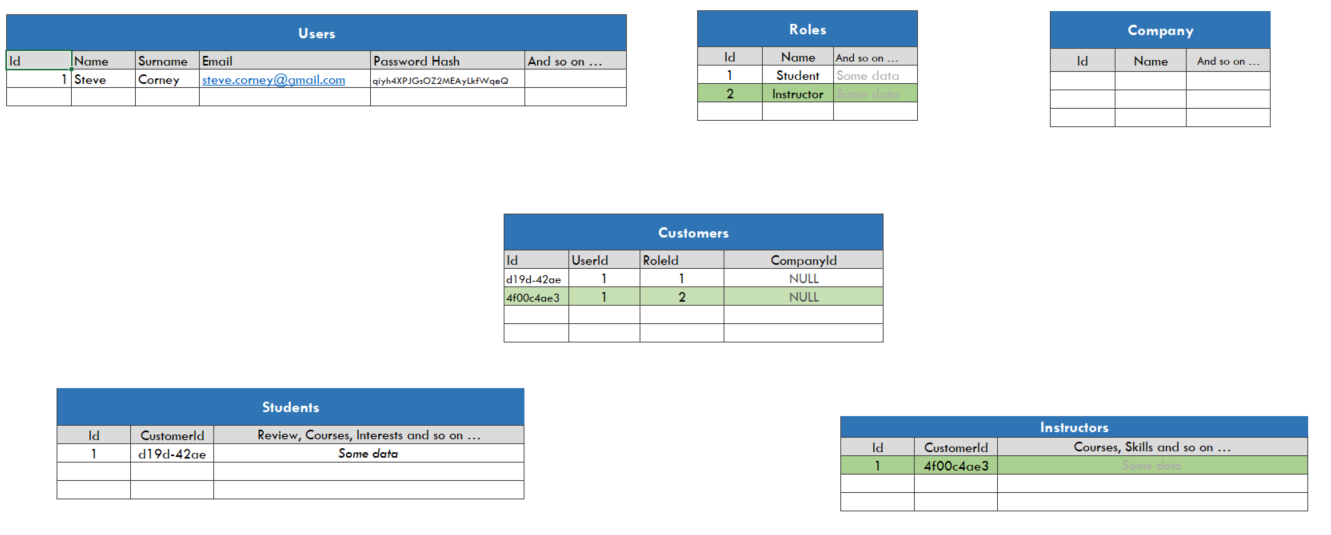 Users
Id Name Surname Email Password Hash And so on ...
1 Steve Corney steve.corney@gmail.com qiyh4XPJGsOZ2MEAyLkfWqeQ
Roles
Id Name And so on ...
1 Student Some data
2 Instructor Some data
Company
Id Name And so on ...
Customers
Id UserId RoleId CompanyId
d19d-42ae 1 1 NULL
4f00c4ae3 1 2 NULL
Students
Id CustomerId Review, Courses, Interests and so on ...
1 d19d-42ae Some data
Instructors
Id CustomerId Courses, Skills and so on ...
1 4f00c4ae3 Some data